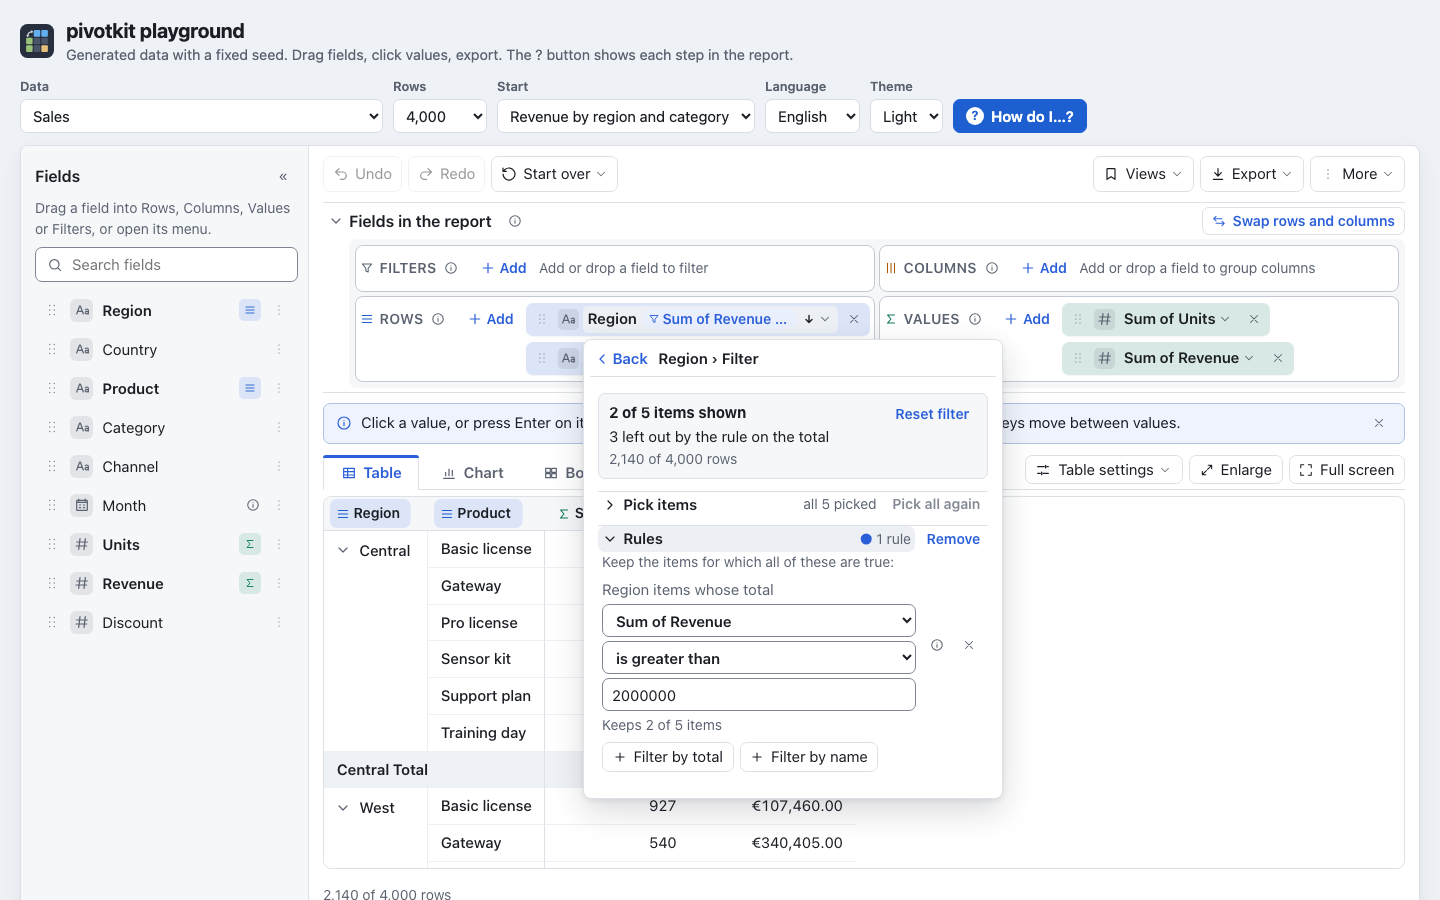 pivotkit playground
Generated data with a fixed seed. Drag fields, click values, export. The ? button shows each step in the report.
Data
Rows
Start
Language
Theme
Sales
4,000
Revenue by region and category
English
Light
? How do I...?
Fields
«
Drag a field into Rows, Columns, Values
or Filters, or open its menu.
Search fields
Aa Region
Aa Country
Aa Product
Aa Category
Aa Channel
Month
# Units Σ
# Revenue Σ
# Discount
Undo
Redo
Start over
Views
Export
More
Fields in the report
Swap rows and columns
FILTERS
+ Add
Add or drop a field to filter
COLUMNS
+ Add
Add or drop a field to group columns
ROWS
+ Add
Aa Region
Sum of Revenue ...
Aa
Σ VALUES
+ Add
# Sum of Units
# Sum of Revenue
Back
Region › Filter
2 of 5 items shown
Reset filter
3 left out by the rule on the total
2,140 of 4,000 rows
Pick items
all 5 picked
Pick all again
Rules
1 rule
Remove
Keep the items for which all of these are true:
Region items whose total
Sum of Revenue
is greater than
2000000
Keeps 2 of 5 items
+ Filter by total
+ Filter by name
Click a value, or press Enter on it
eys move between values.
Table
Chart
Bo
Table settings
Enlarge
Full screen
Region
Product
Σ S
Central
Basic license
Gateway
Pro license
Sensor kit
Support plan
Training day
Central Total
West
Basic license
927
€107,460.00
Gateway
540
€340,405.00
2,140 of 4,000 rows